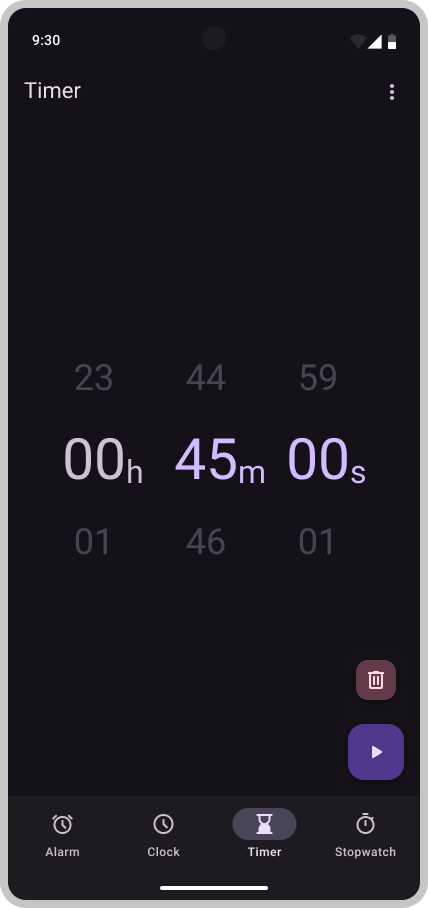 9:30
Timer
23 44 59
00h 45m 00s
01 46 01
Alarm Clock Timer Stopwatch